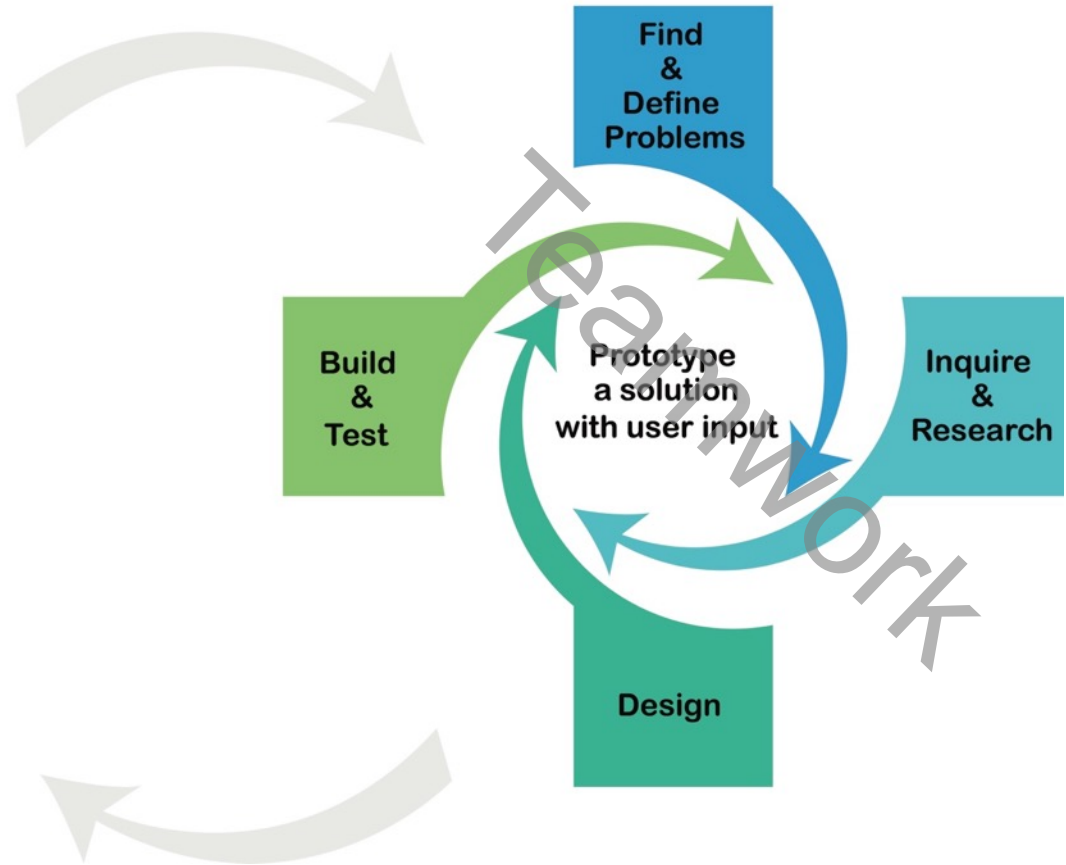 Find
&
Define
Problems
Build
&
Test
Prototype
a solution
with user input
Inquire
&
Research
Design
Teamwork